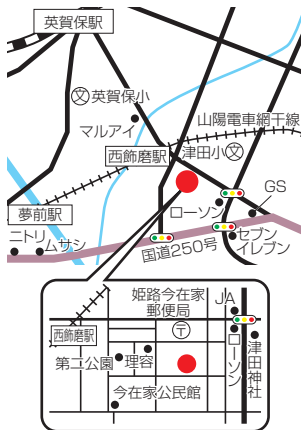 英賀保駅
文英賀保小
マルアイ
山陽電車網干線
西飾磨駅
津田小文
GS
ローソン
夢前駅
ニトリ
ムサシ
国道250号
セブン
イレブン
姫路今在家
郵便局
〒
JA
西飾磨駅
第二公園
理容
ローソン
津田神社
今在家公民館